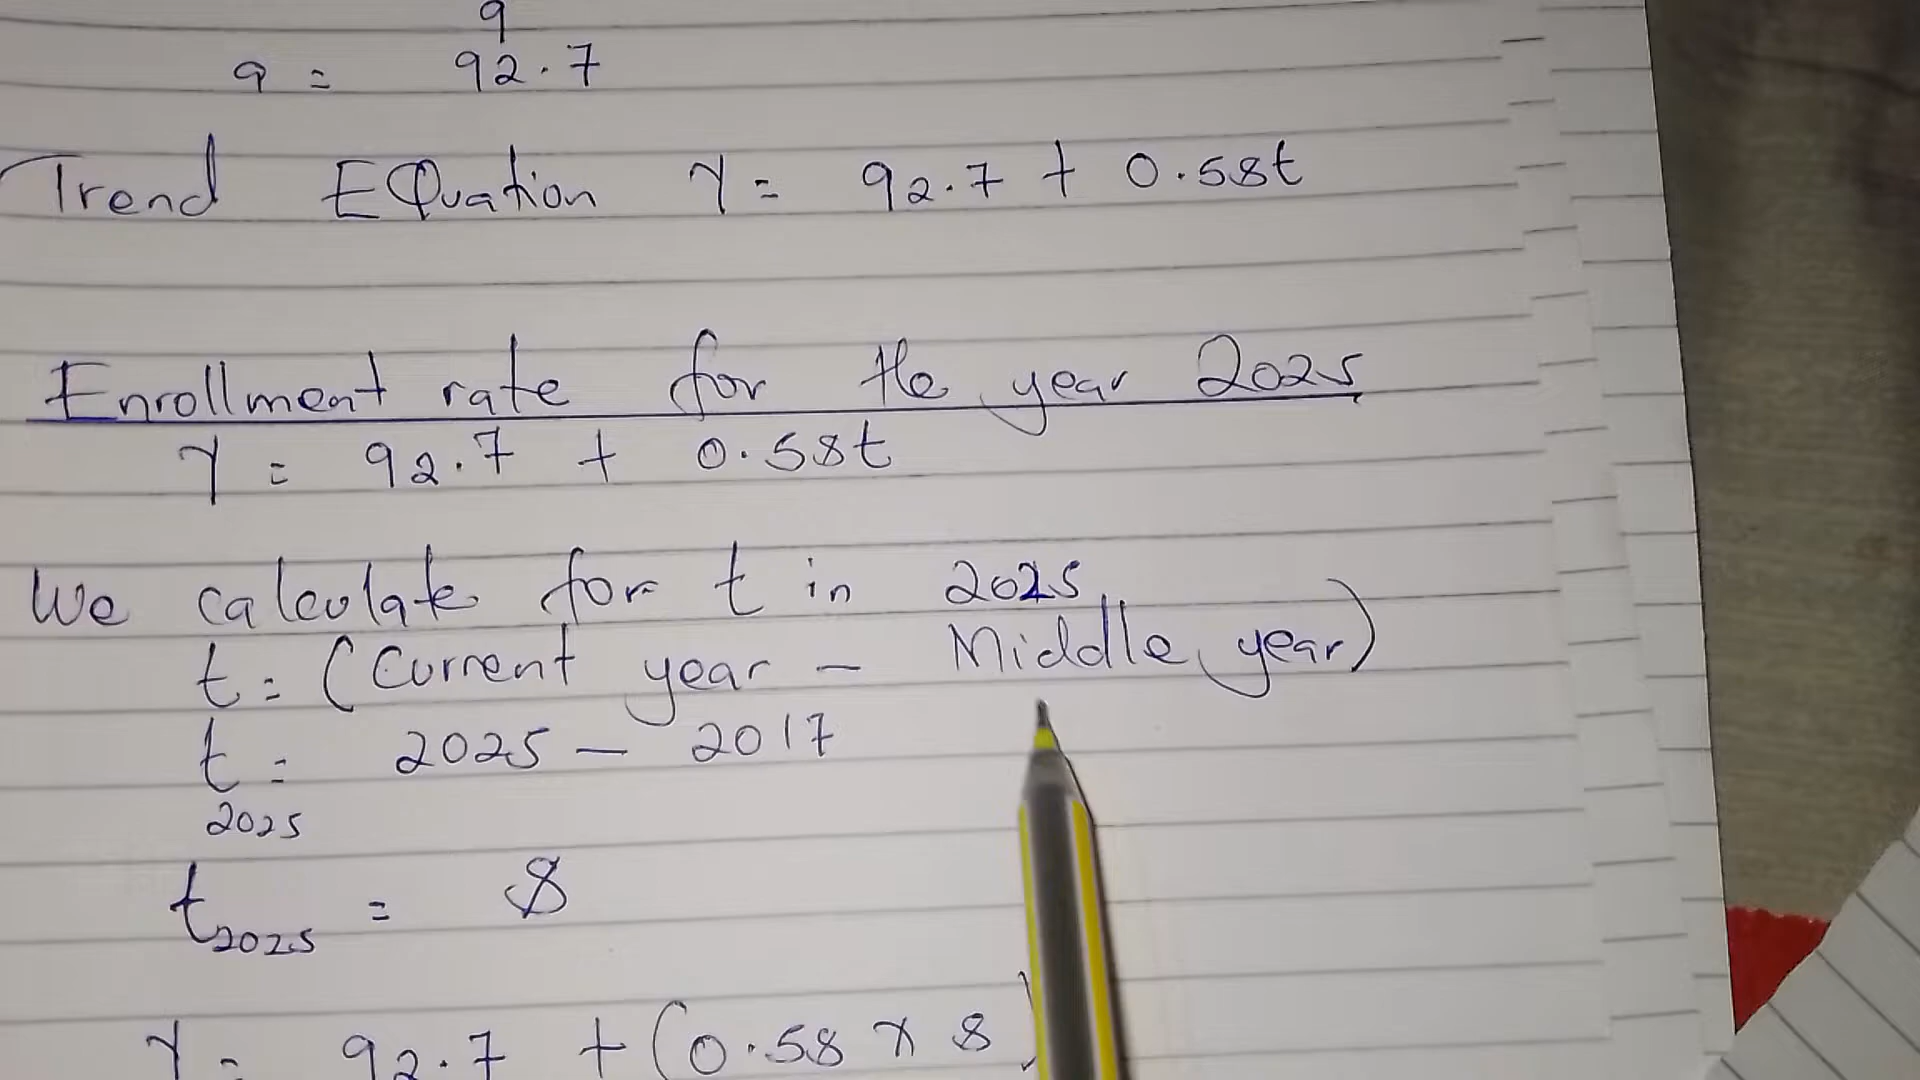 9
a = 92.7
Trend EQuation Y = 92.7 + 0.58t
Enrollment rate for the year 2025
Y = 92.7 + 0.58t
We calculate for t in 2025
t = (Current year - Middle year)
t = 2025 - 2017
2025
t2025 = 8
Y = 92.7 + (0.58 x 8)